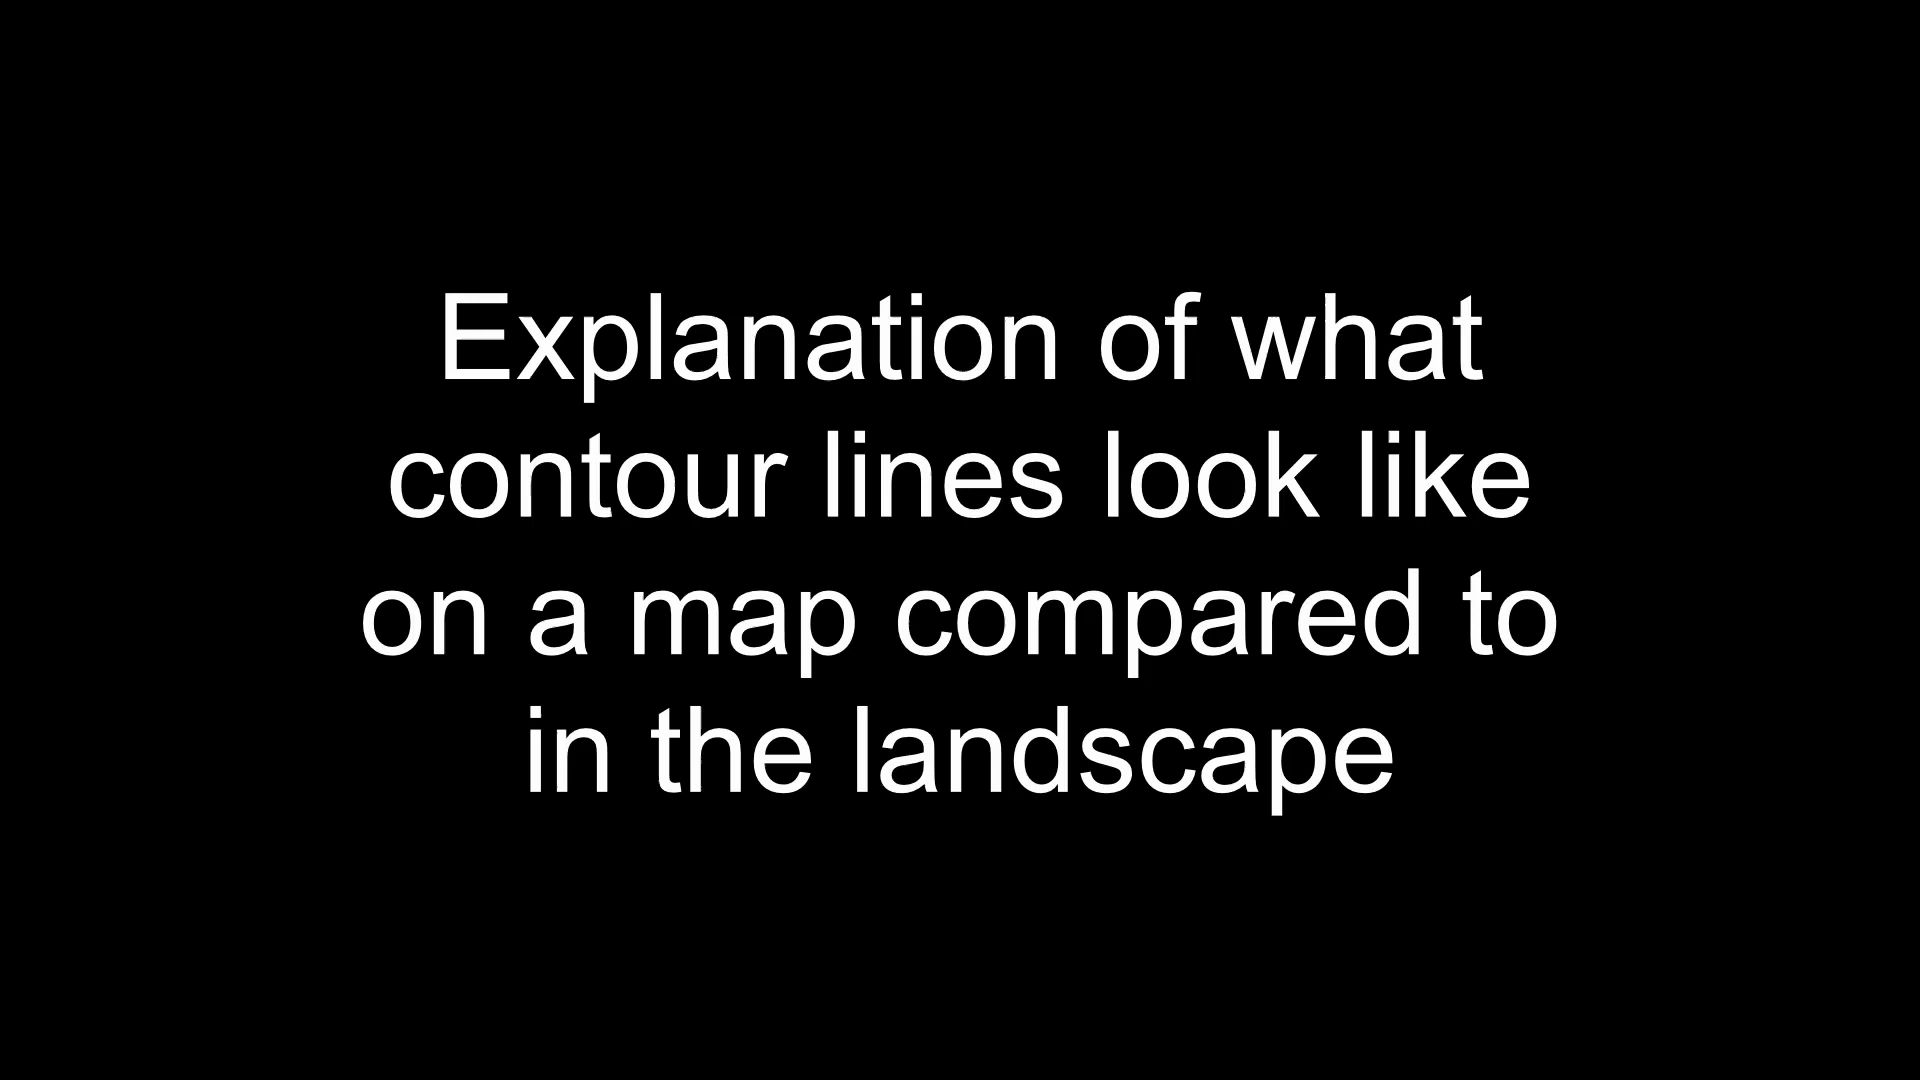 Explanation of what
contour lines look like
on a map compared to
in the landscape